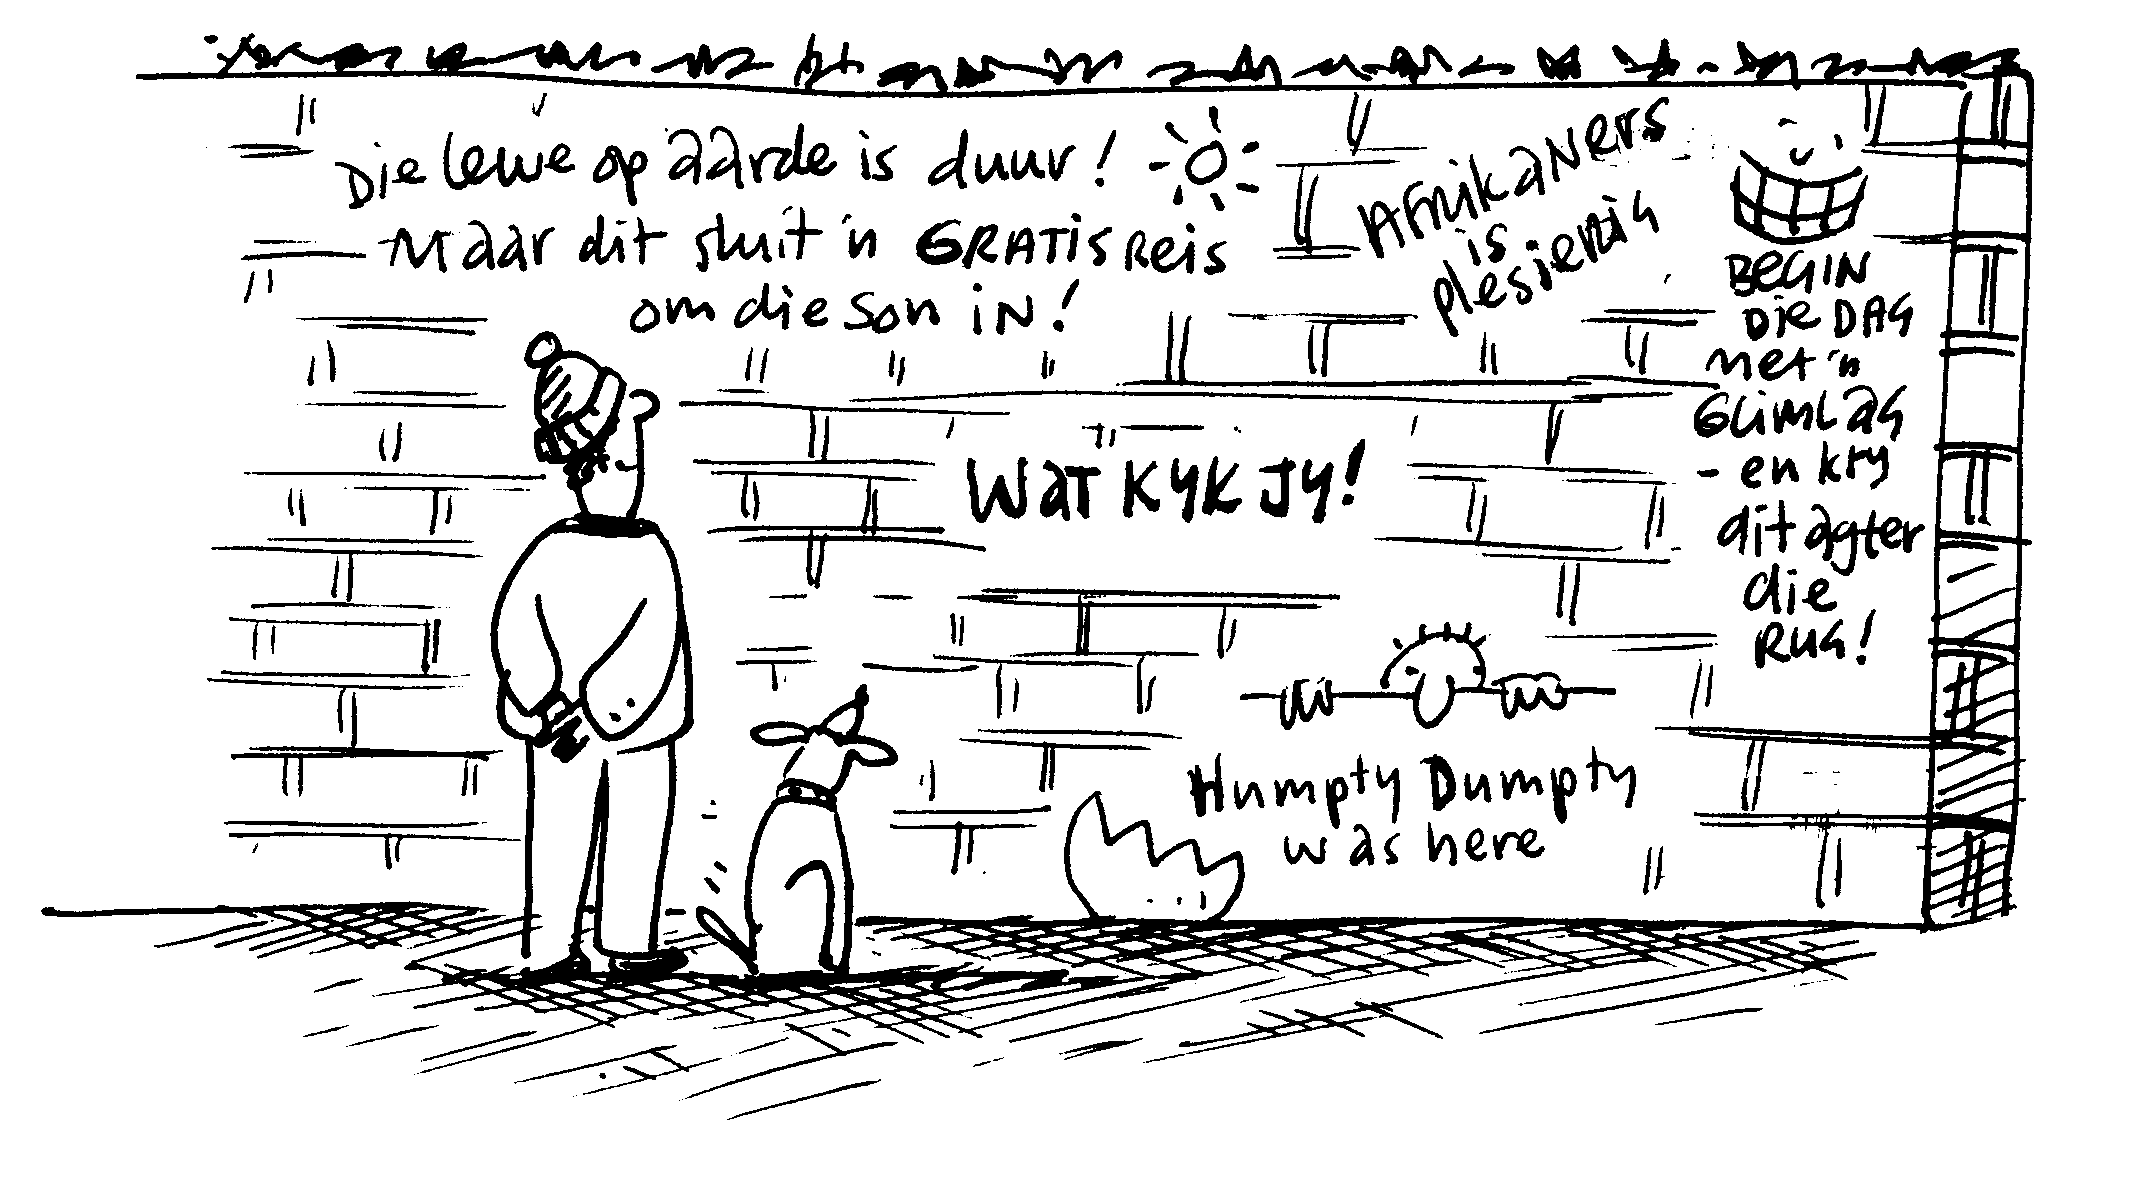 Die lewe op aarde is duur!
Maar dit sluit 'n GRATIS Reis
om die son in!
AFrikaNers
is
plesierig
BEGIN
DiE DAG
met 'n
GLiMLaG
- en kry
dit agter
die
RUG!
WaT KYK JY!
Humpty Dumpty
was here